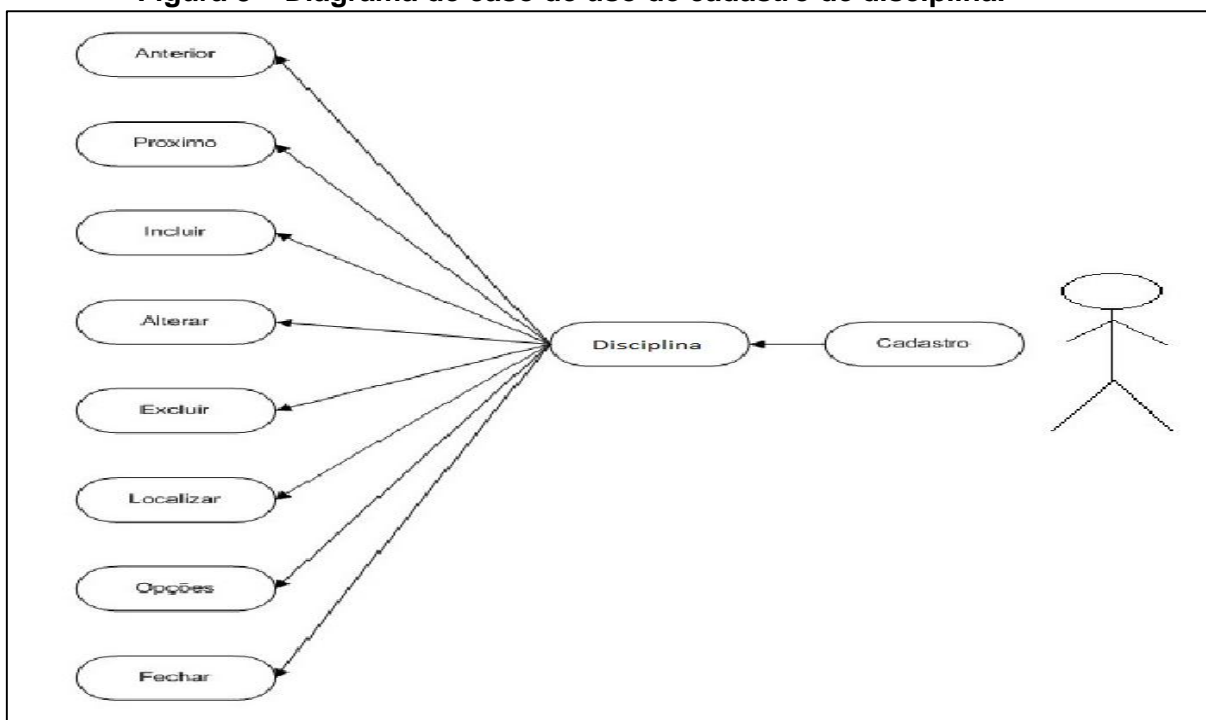 Anterior
Proximo
Incluir
Alterar
Disciplina
Cadastro
Excluir
Localizar
Opções
Fechar